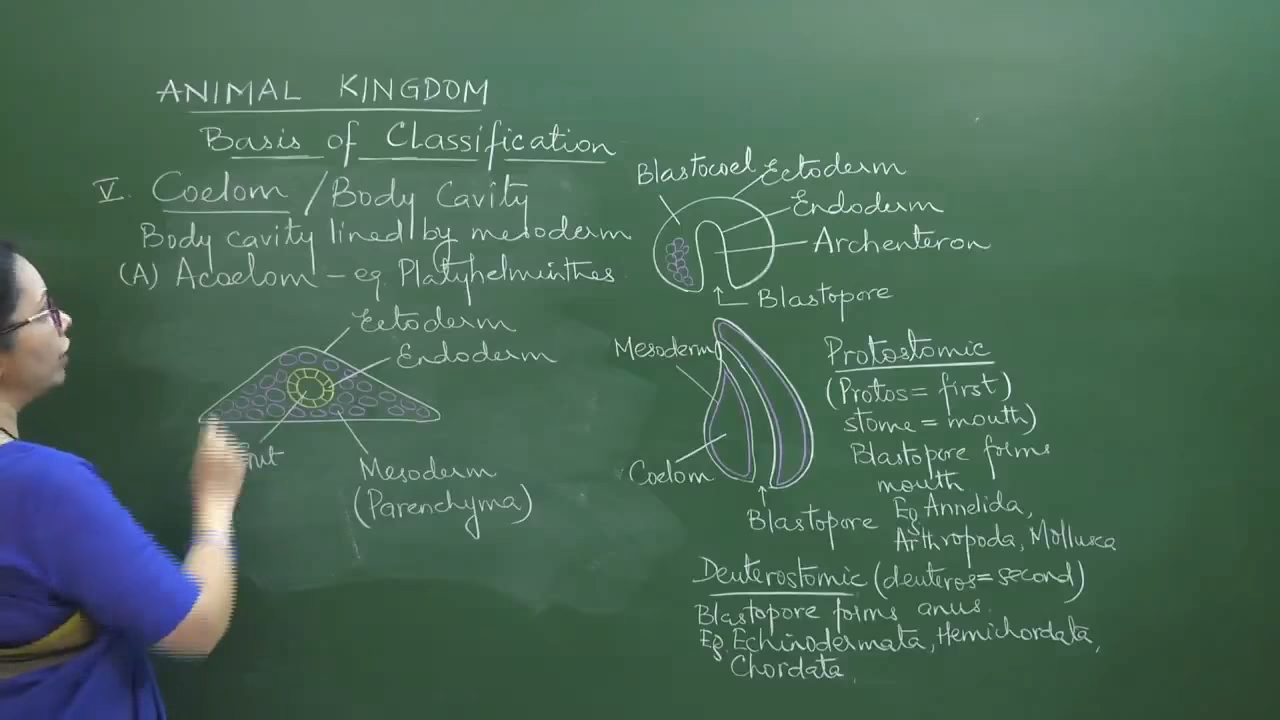 ANIMAL KINGDOM
Basis of Classification
V. Coelom / Body Cavity
Body cavity lined by mesoderm
(A) Acoelom - eg. Platyhelminthes
Ectoderm
Endoderm
Mesoderm
(Parenchyma)
Blastocoel
Ectoderm
Endoderm
Archenteron
Blastopore
Mesoderm
Coelom
Blastopore
Protostomic
(Protos = first)
stome = mouth)
Blastopore forms
mouth
Eg Annelida,
Arthropoda, Mollusca
Deuterostomic (deuteros = second)
Blastopore forms anus.
Eg. Echinodermata, Hemichordata,
Chordata,